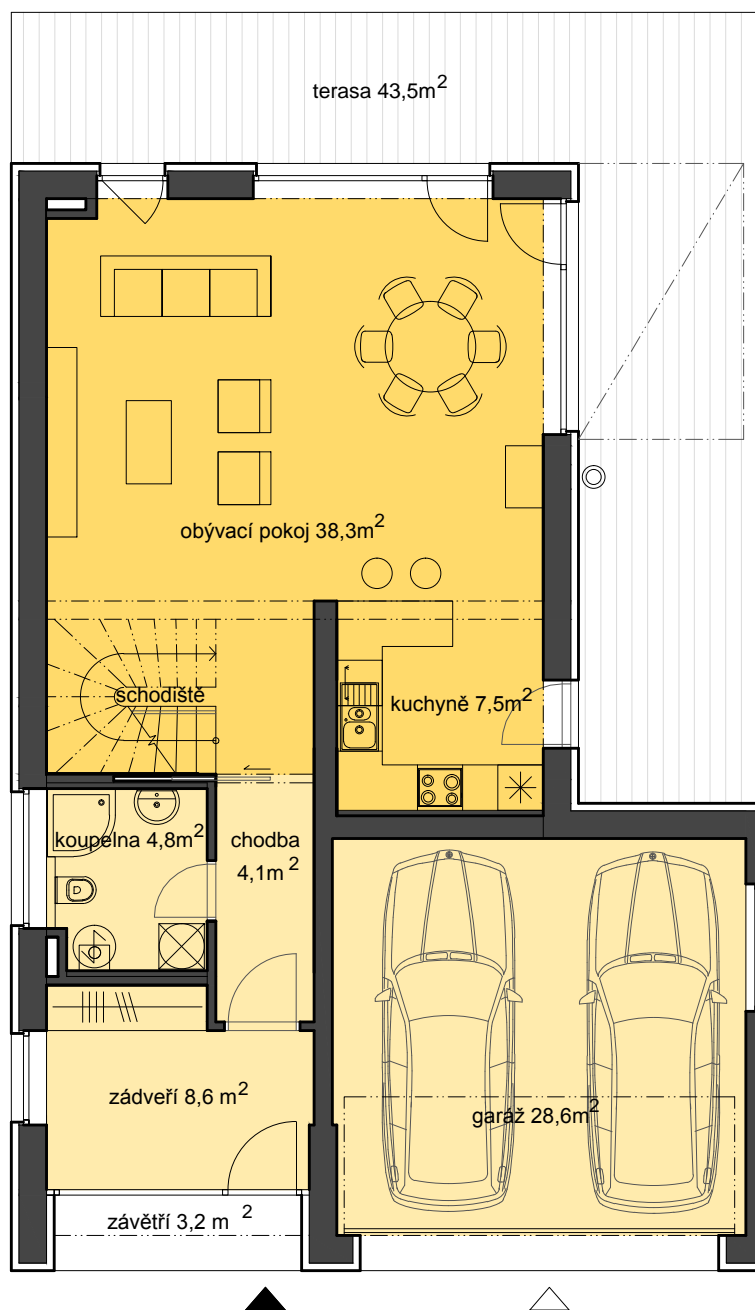 terasa 43,5m²
obývací pokoj 38,3m²
schodiště
kuchyně 7,5m²
koupelna 4,8m²
chodba
4,1m²
zádveří 8,6 m²
garáž 28,6m²
závětří 3,2 m ²